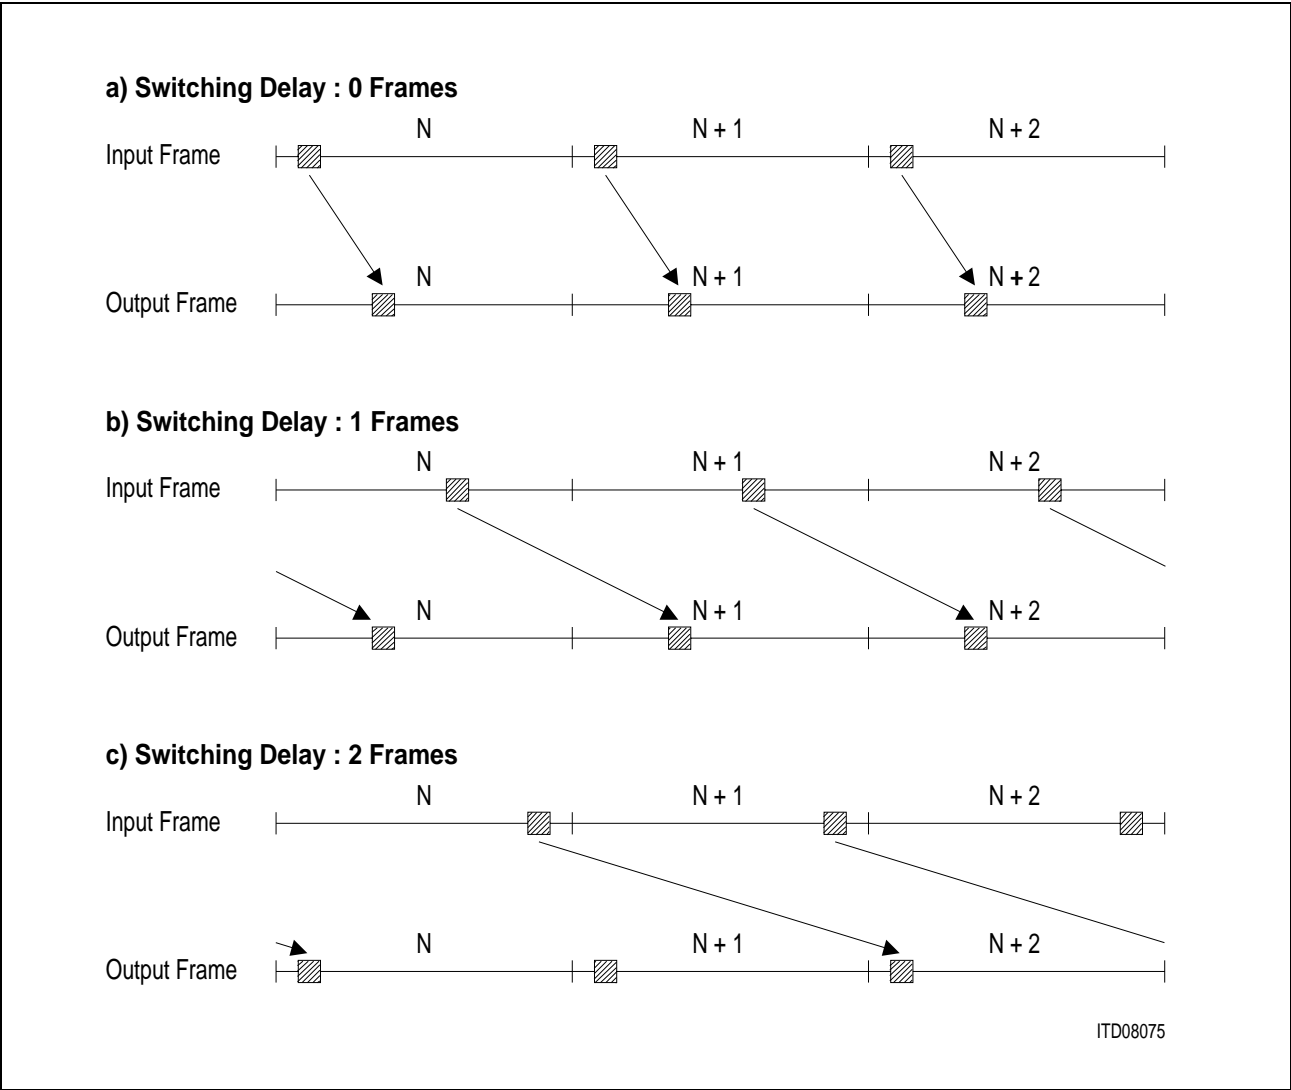 a) Switching Delay : 0 Frames
N N + 1 N + 2
Input Frame
N N + 1 N + 2
Output Frame
b) Switching Delay : 1 Frames
N N + 1 N + 2
Input Frame
N N + 1 N + 2
Output Frame
c) Switching Delay : 2 Frames
N N + 1 N + 2
Input Frame
N N + 1 N + 2
Output Frame
ITD08075